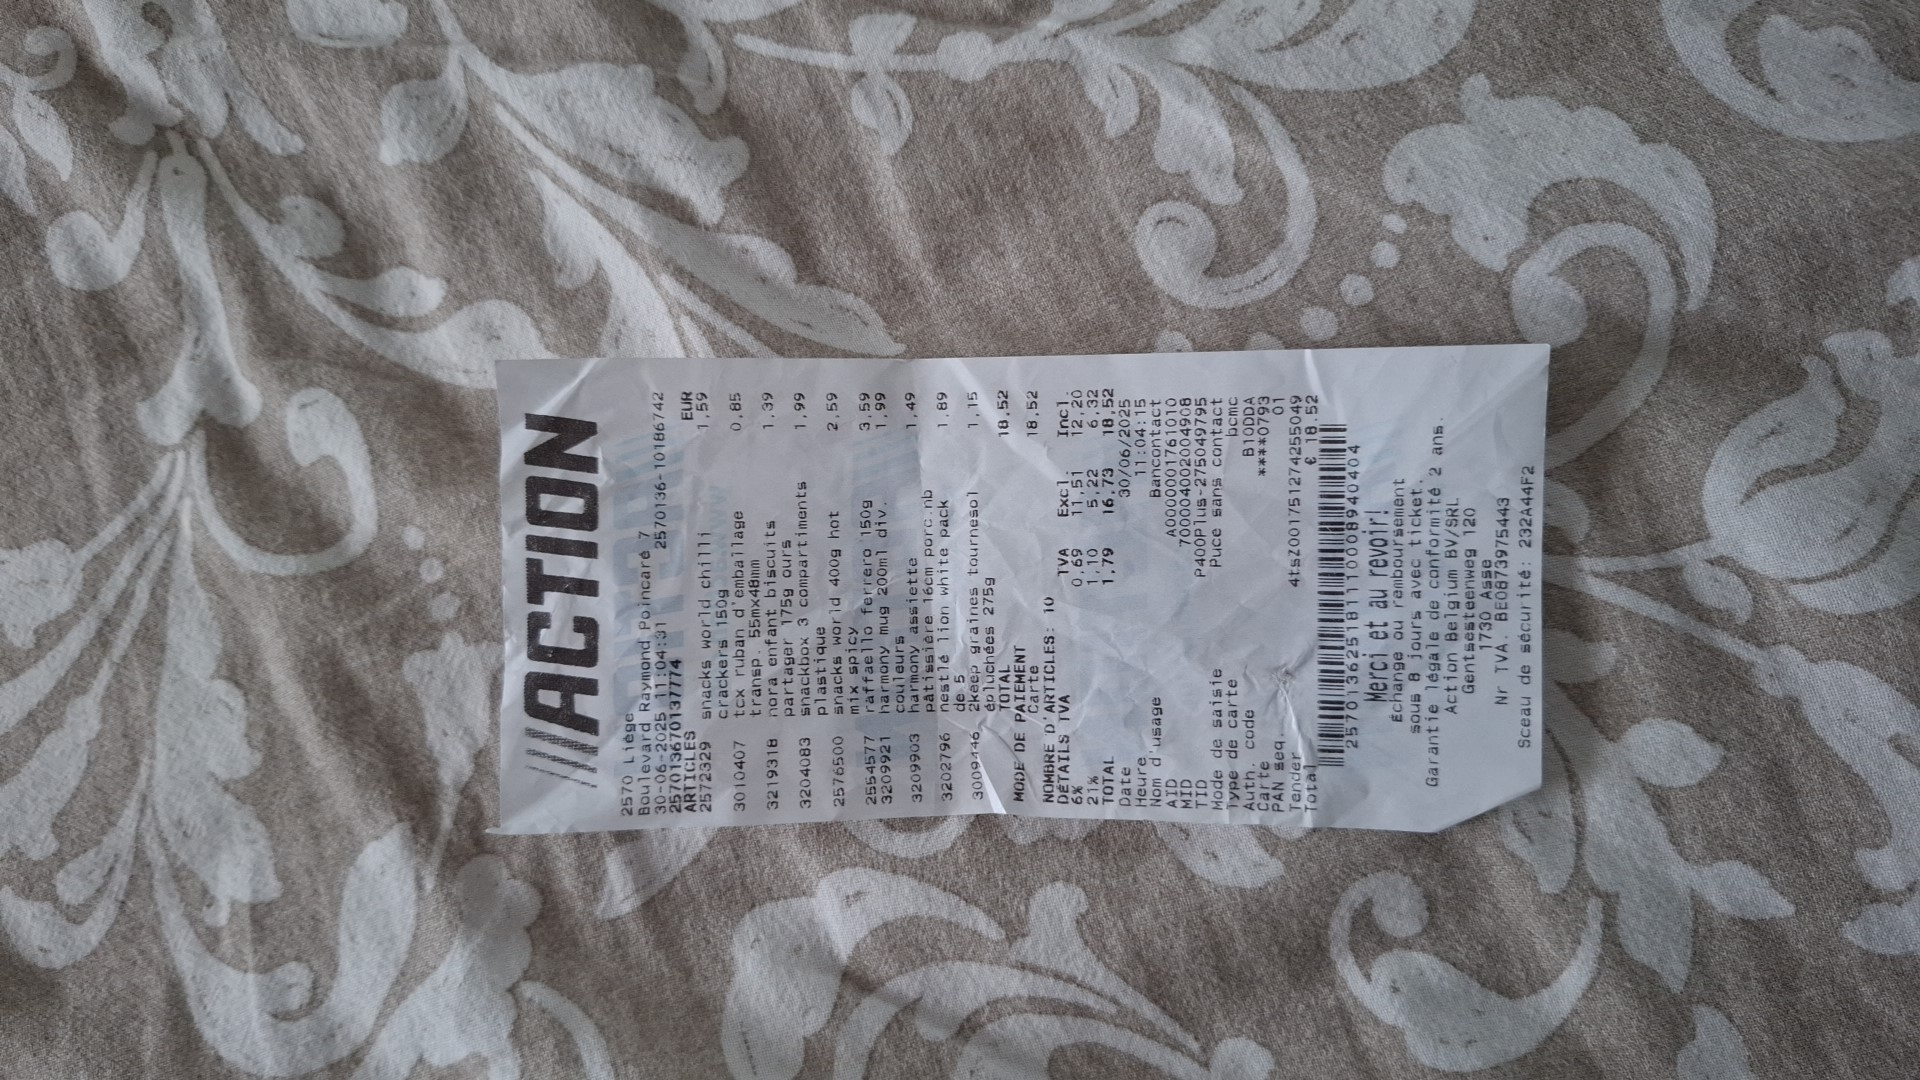 ACTION
2570 Liège
Boulevard Raymond Poincaré 7
30-06-2025 11:04:31 2570136-101186742
25701367013­7774
ARTICLES EUR
2572329 snacks world chilli 1,59
crackers 150g
3010407 tcx ruban d'embailage 0,85
transp. 55mx48mm
3219318 nora enfant biscuits 1,39
partager 175g ours
3204083 snackbox 3 compartiments 1,99
plastique
2576500 snacks world 400g hot 2,59
mix spicy
2554577 raffaello ferrero 150g 3,59
3209921 harmony mug 200ml div. 1,99
couleurs
3209903 harmony assiette 1,49
pâtissière 16cm porc.nb
3202796 nestlé lion white pack 1,89
de 5
3009446 2keep graines tournesol 1,15
épluchées 275g
TOTAL 18,52
MODE DE PAIEMENT
Carte 18,52
NOMBRE D'ARTICLES: 10
DÉTAILS TVA TVA Excl. Incl.
6% 0,69 11,51 12,20
21% 1,10 5,22 6,32
TOTAL 1,79 16,73 18,52
Date 30/06/2025
Heure 11:04:15
Nom d'usage Bancontact
AID A0000001761010
MID 700004002004908
TID P400Plus-275049795
Mode de saisie Puce sans contact
Type de carte bcmc
Auth. code B10DDA
Carte ****0793
PAN seq. 01
Tender 4tsZ001751274255049
Total € 18,52
2570136251811100089404­04
Merci et au revoir!
Échange ou remboursement
sous 8 jours avec ticket.
Garantie légale de conformité 2 ans.
Action Belgium BV/SRL
Gentsesteenweg 120
1730 Asse
Nr TVA. BE0873975443
Sceau de sécurité: 232A44F2